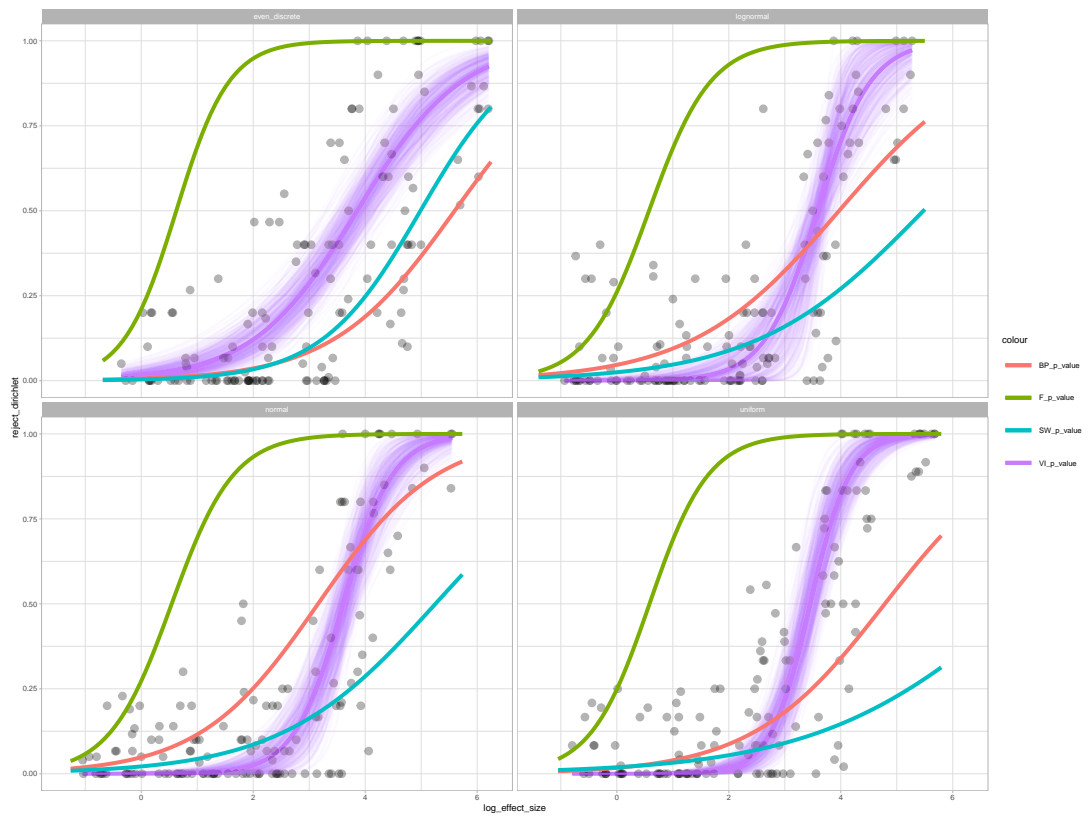 even_discrete
lognormal
1.00
0.75
0.50
0.25
0.00
normal
uniform
1.00
0.75
0.50
0.25
0.00
0
2
4
6
0
2
4
6
log_effect_size
reject_dirichlet
colour
BP_p_value
F_p_value
SW_p_value
VI_p_value